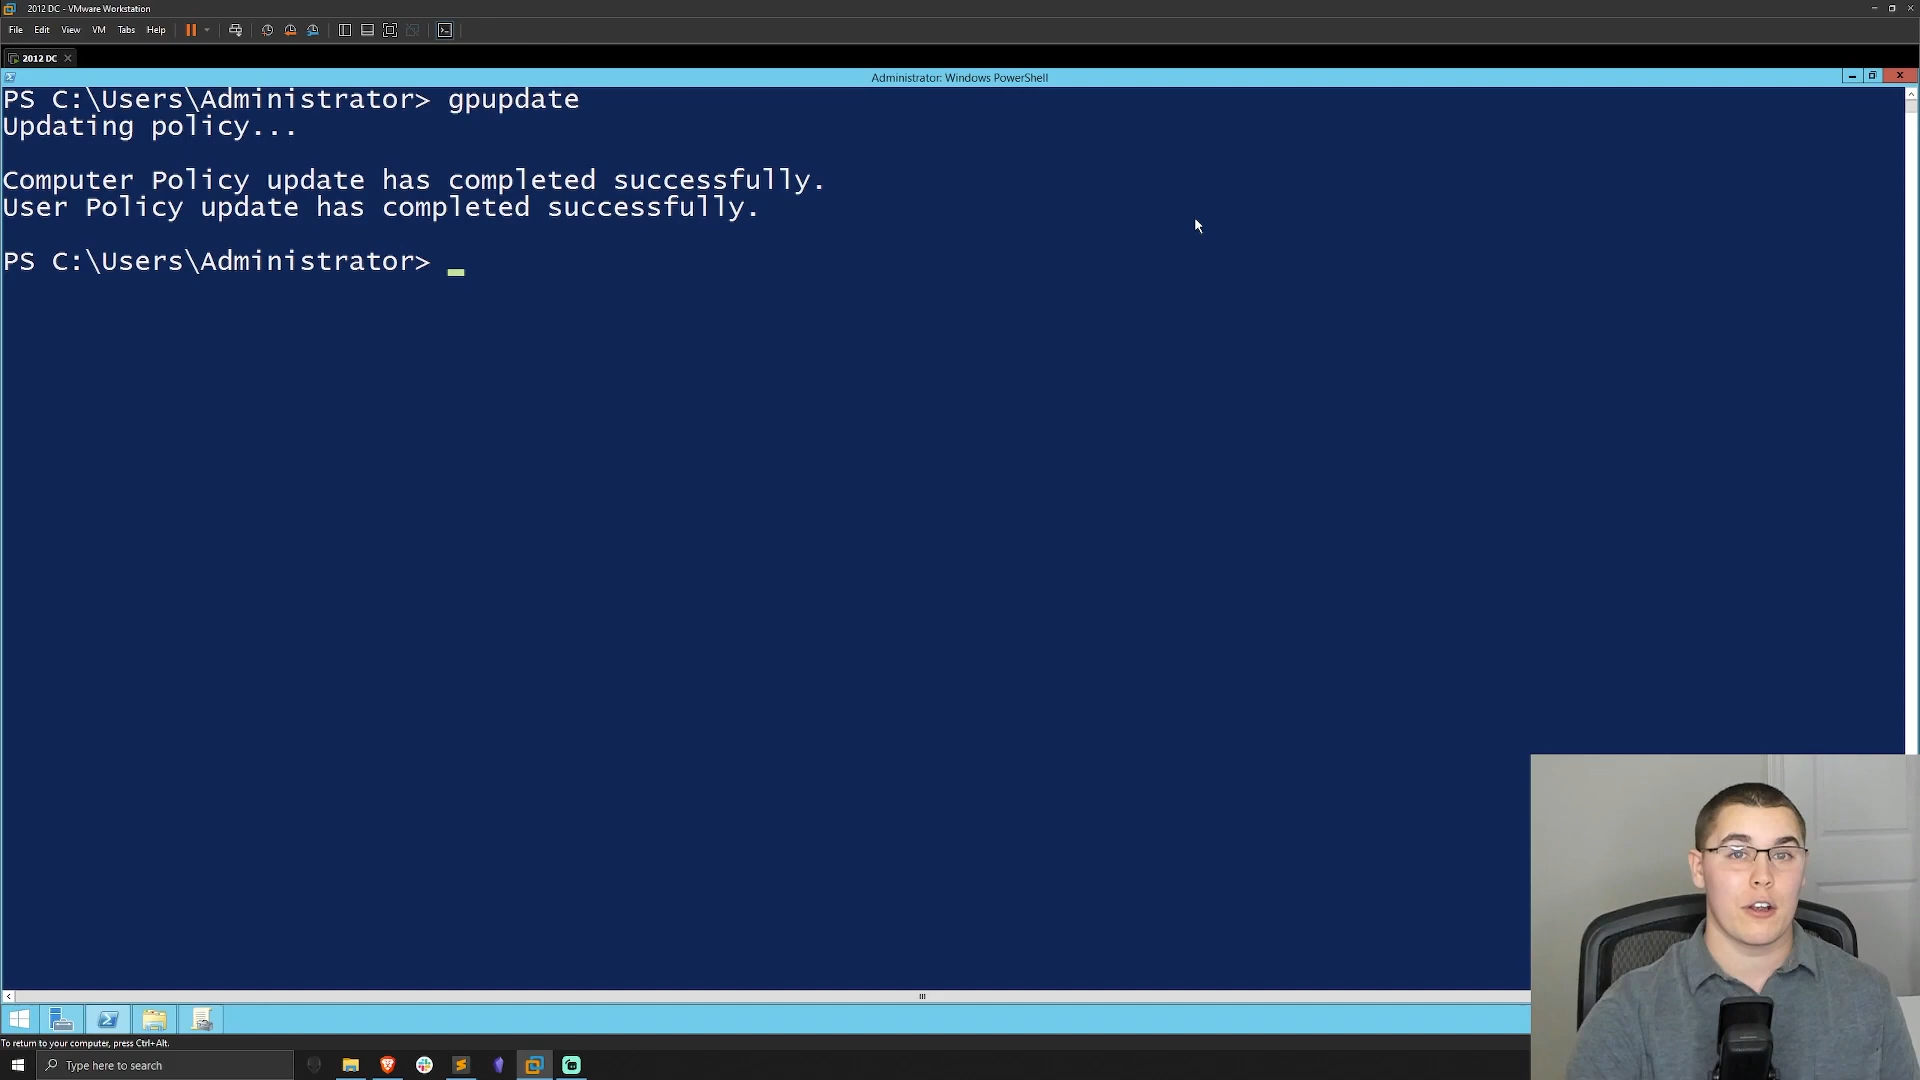 2012 DC - VMware Workstation
File Edit View VM Tabs Help
2012 DC
Administrator: Windows PowerShell
PS C:\Users\Administrator> gpupdate
Updating policy...
Computer Policy update has completed successfully.
User Policy update has completed successfully.
PS C:\Users\Administrator>
To return to your computer, press Ctrl+Alt.
Type here to search